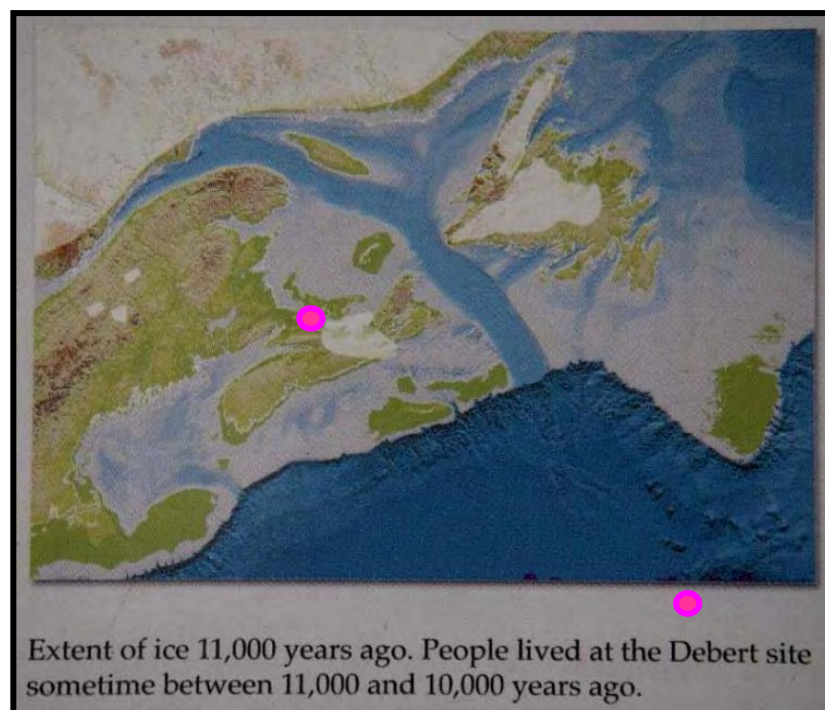 Extent of ice 11,000 years ago. People lived at the Debert site
sometime between 11,000 and 10,000 years ago.